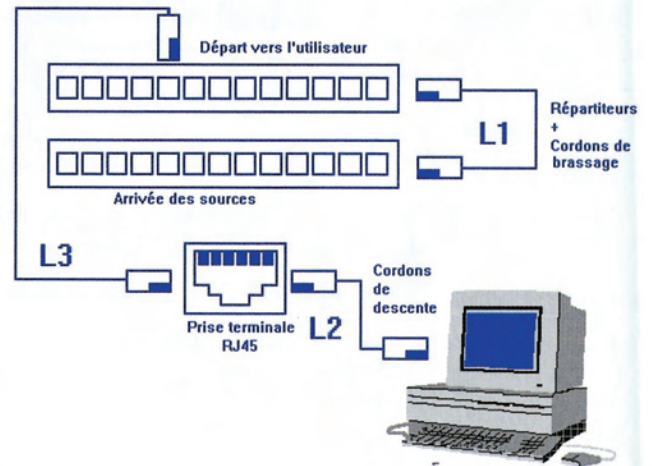 Départ vers l'utilisateur
L1
Répartiteurs
+
Cordons de
brassage
Arrivée des sources
L3
Cordons
de
descente
Prise terminale
RJ45
L2